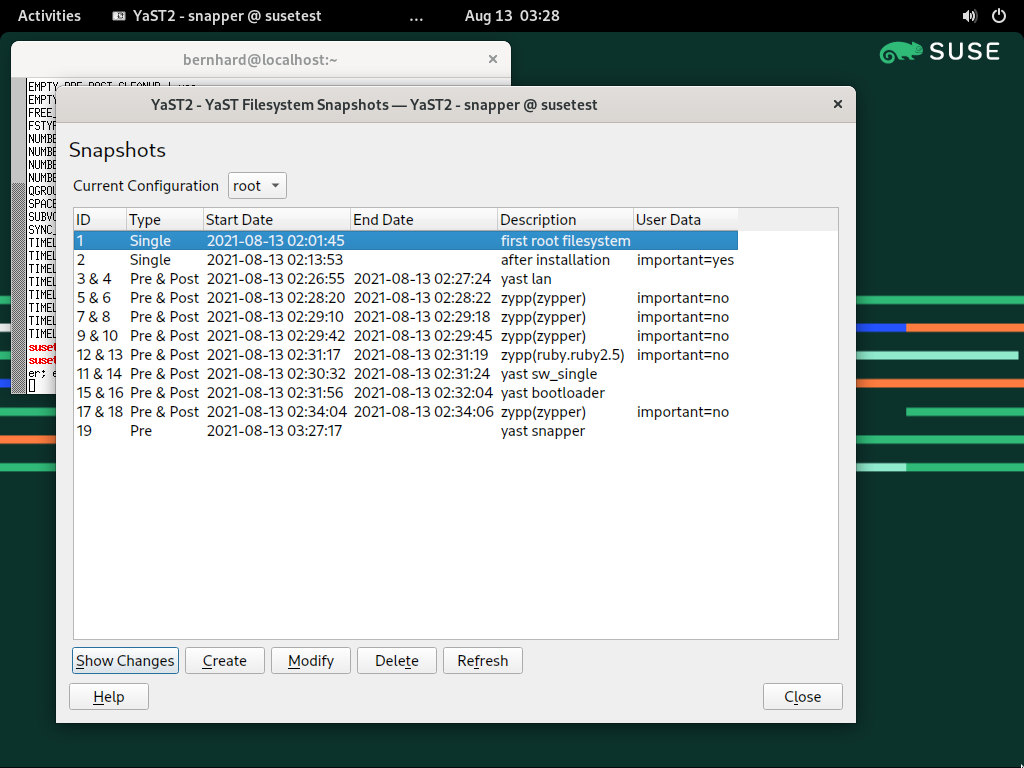 Activities YaST2 - snapper @ susetest ... Aug 13 03:28
SUSE
bernhard@localhost:~
EMPTY
FREE_
FSTYP
NUMBE
NUMBE
NUMBE
NUMBE
QGROU
SPACE
SUBVO
SYNC_
TIMEL
TIMEL
TIMEL
TIMEL
TIMEL
TIMEL
TIMEL
TIMEL
suset
suset
er; e
YaST2 - YaST Filesystem Snapshots — YaST2 - snapper @ susetest
Snapshots
Current Configuration root
ID Type Start Date End Date Description User Data
1 Single 2021-08-13 02:01:45 first root filesystem
2 Single 2021-08-13 02:13:53 after installation important=yes
3 & 4 Pre & Post 2021-08-13 02:26:55 2021-08-13 02:27:24 yast lan
5 & 6 Pre & Post 2021-08-13 02:28:20 2021-08-13 02:28:22 zypp(zypper) important=no
7 & 8 Pre & Post 2021-08-13 02:29:10 2021-08-13 02:29:18 zypp(zypper) important=no
9 & 10 Pre & Post 2021-08-13 02:29:42 2021-08-13 02:29:45 zypp(zypper) important=no
12 & 13 Pre & Post 2021-08-13 02:31:17 2021-08-13 02:31:19 zypp(ruby.ruby2.5) important=no
11 & 14 Pre & Post 2021-08-13 02:30:32 2021-08-13 02:31:24 yast sw_single
15 & 16 Pre & Post 2021-08-13 02:31:56 2021-08-13 02:32:04 yast bootloader
17 & 18 Pre & Post 2021-08-13 02:34:04 2021-08-13 02:34:06 zypp(zypper) important=no
19 Pre 2021-08-13 03:27:17 yast snapper
Show Changes Create Modify Delete Refresh
Help Close